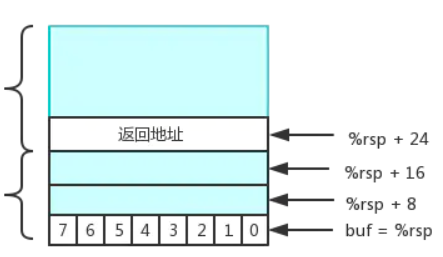 返回地址
%rsp + 24
%rsp + 16
%rsp + 8
7 6 5 4 3 2 1 0
buf = %rsp